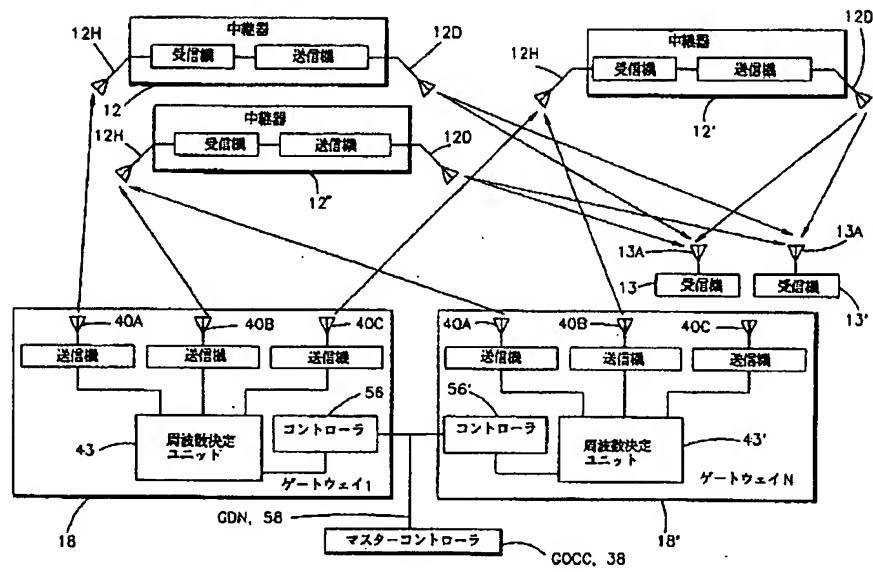 中継器
12H
受信機
送信機
12D
12
中継器
12H
受信機
送信機
12D
12"
中継器
12H
受信機
送信機
12D
12'
13A
13
受信機
13A
受信機
13'
40A
送信機
40B
送信機
40C
送信機
56
コントローラ
43
周波数決定
ユニット
ゲートウェイ1
18
40A
送信機
40B
送信機
40C
送信機
56'
コントローラ
周波数決定
ユニット
43'
ゲートウェイN
18'
GDN, 58
マスターコントローラ
GOCC, 38